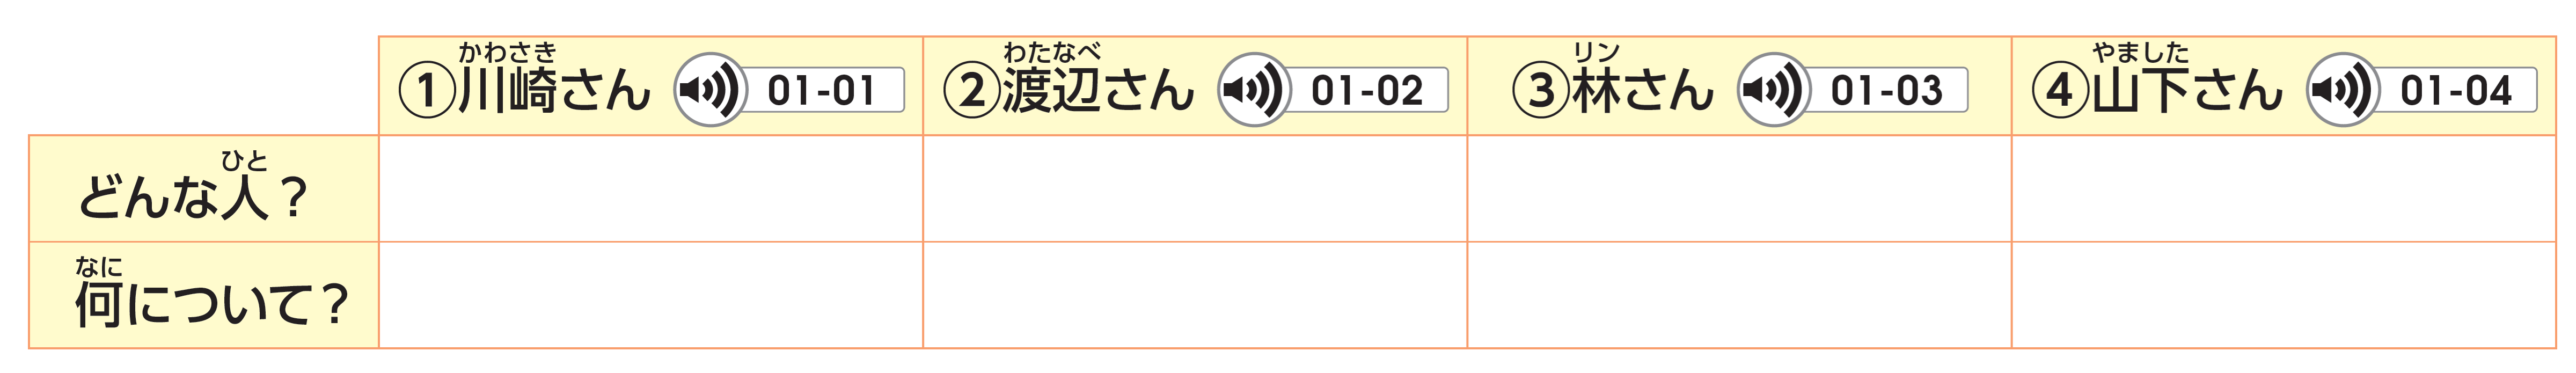 かわさき
①川崎さん 01-01
わたなべ
②渡辺さん 01-02
リン
③林さん 01-03
やました
④山下さん 01-04
ひと
どんな人？
なに
何について？